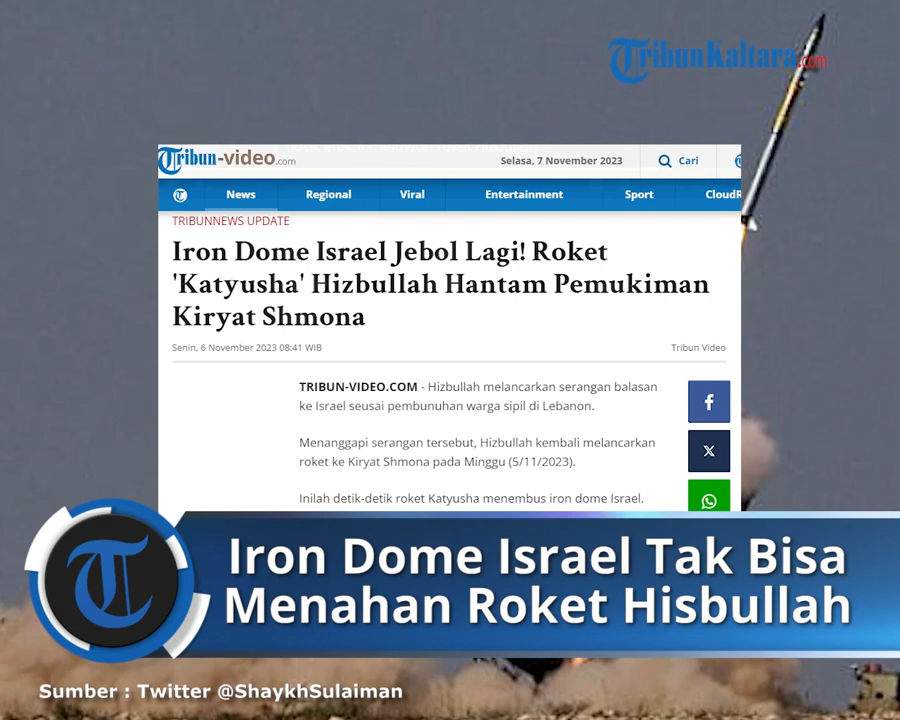 TribunKaltara.com
Tribun-video.com
Selasa, 7 November 2023
Cari
News
Regional
Viral
Entertainment
Sport
TRIBUNNEWS UPDATE
Iron Dome Israel Jebol Lagi! Roket
'Katyusha' Hizbullah Hantam Pemukiman
Kiryat Shmona
Senin, 6 November 2023 08:41 WIB
Tribun Video
TRIBUN-VIDEO.COM - Hizbullah melancarkan serangan balasan
ke Israel seusai pembunuhan warga sipil di Lebanon.
Menanggapi serangan tersebut, Hizbullah kembali melancarkan
roket ke Kiryat Shmona pada Minggu (5/11/2023).
Inilah detik-detik roket Katyusha menembus iron dome Israel.
Iron Dome Israel Tak Bisa
Menahan Roket Hisbullah
Sumber : Twitter @ShaykhSulaiman